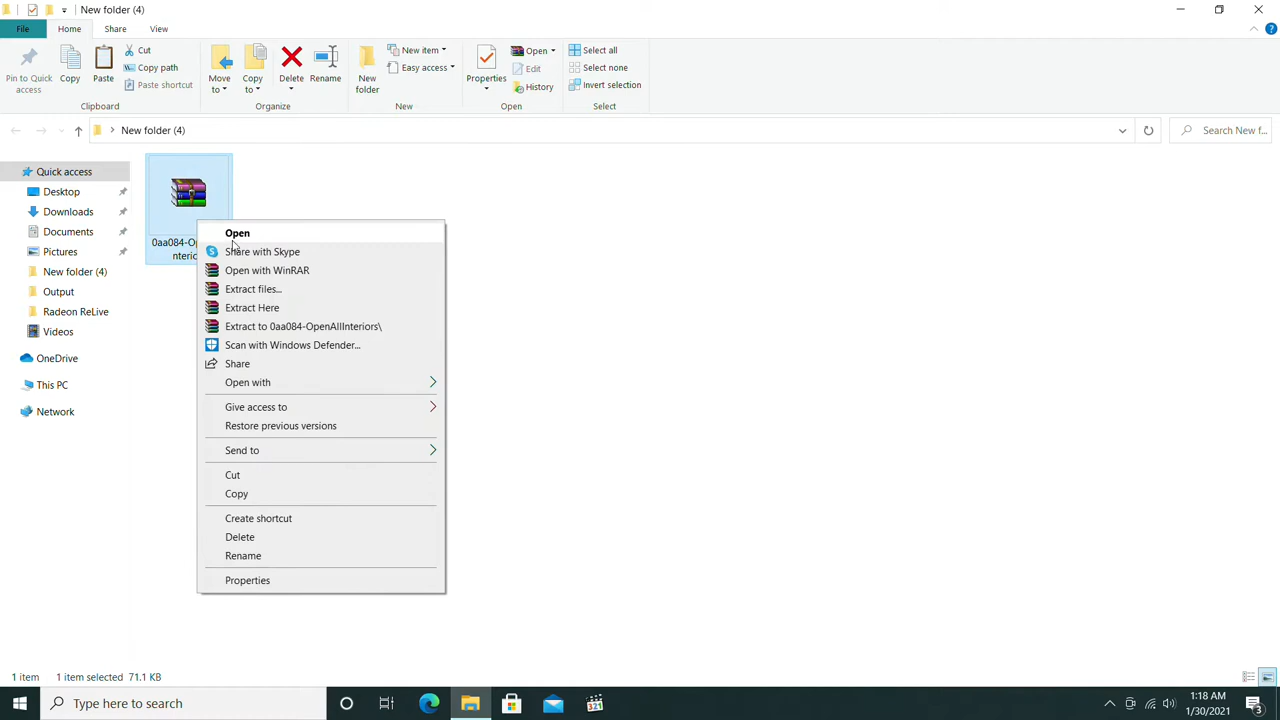 New folder (4)
File
Home
Share
View
Pin to Quick access
Copy
Paste
Cut
Copy path
Paste shortcut
Clipboard
Move to
Copy to
Delete
Rename
Organize
New folder
New item
Easy access
New
Properties
Open
Edit
History
Open
Select all
Select none
Invert selection
Select
New folder (4)
Search New f...
Quick access
Desktop
Downloads
Documents
Pictures
New folder (4)
Output
Radeon ReLive
Videos
OneDrive
This PC
Network
0aa084-Op
nterio
Open
Share with Skype
Open with WinRAR
Extract files...
Extract Here
Extract to 0aa084-OpenAllInteriors\
Scan with Windows Defender...
Share
Open with
Give access to
Restore previous versions
Send to
Cut
Copy
Create shortcut
Delete
Rename
Properties
1 item
1 item selected 71.1 KB
Type here to search
321
1:18 AM
1/30/2021
3